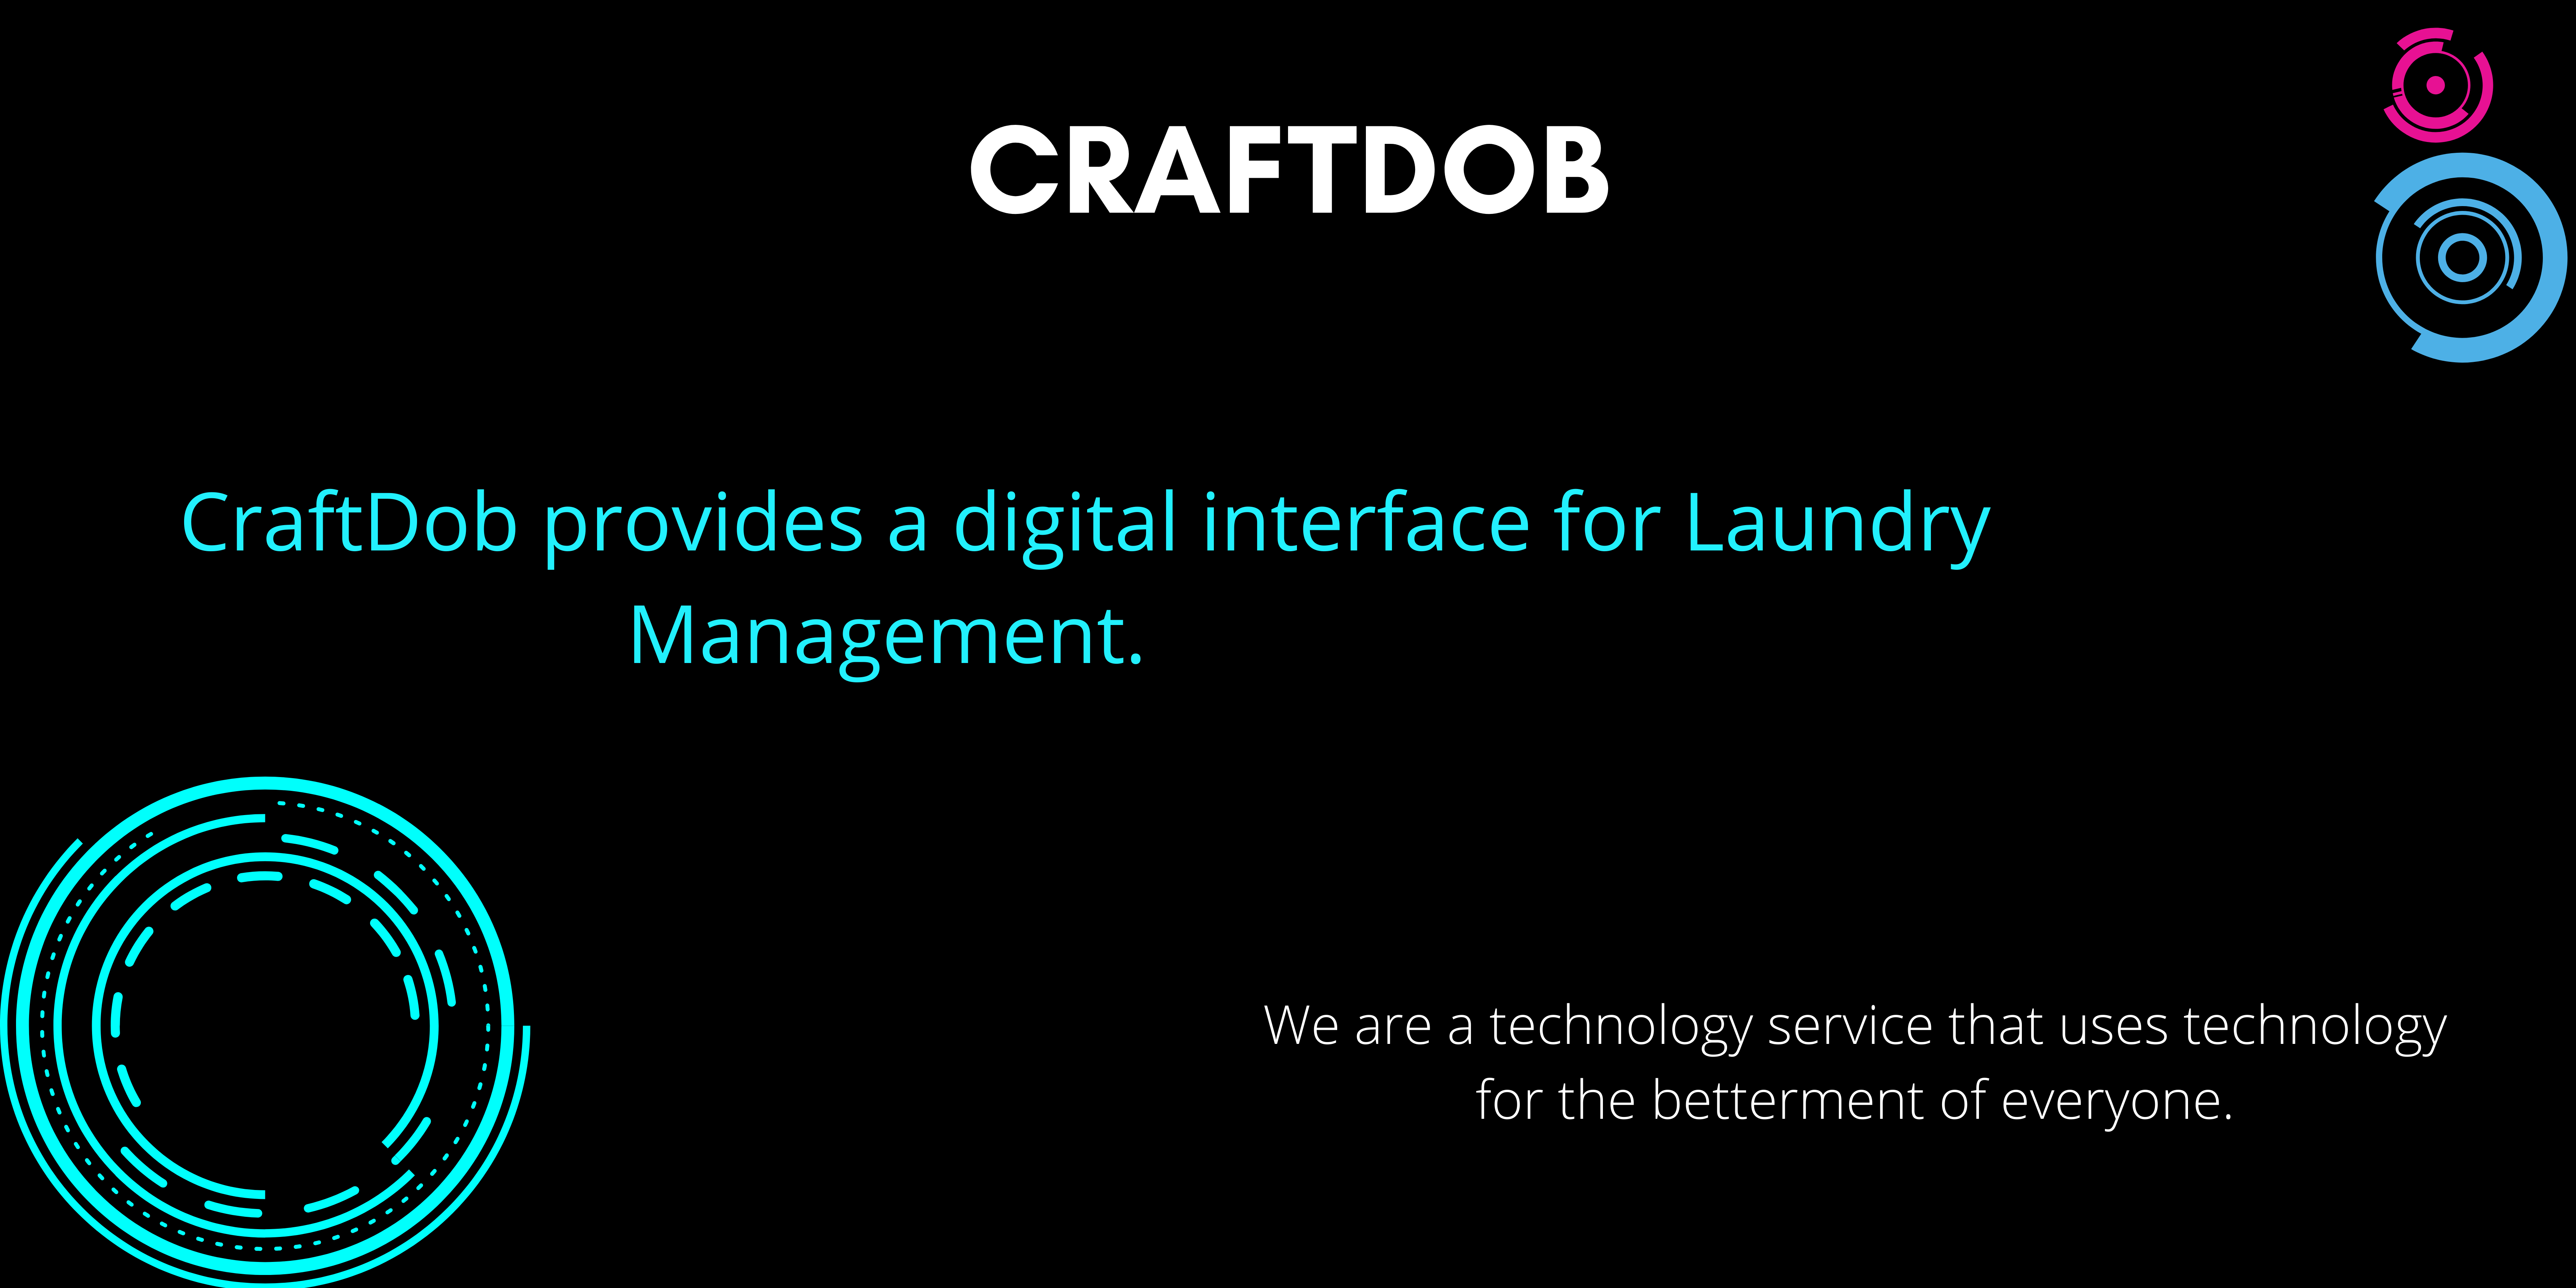 CRAFTDOB
CraftDob provides a digital interface for Laundry
Management.
We are a technology service that uses technology
for the betterment of everyone.